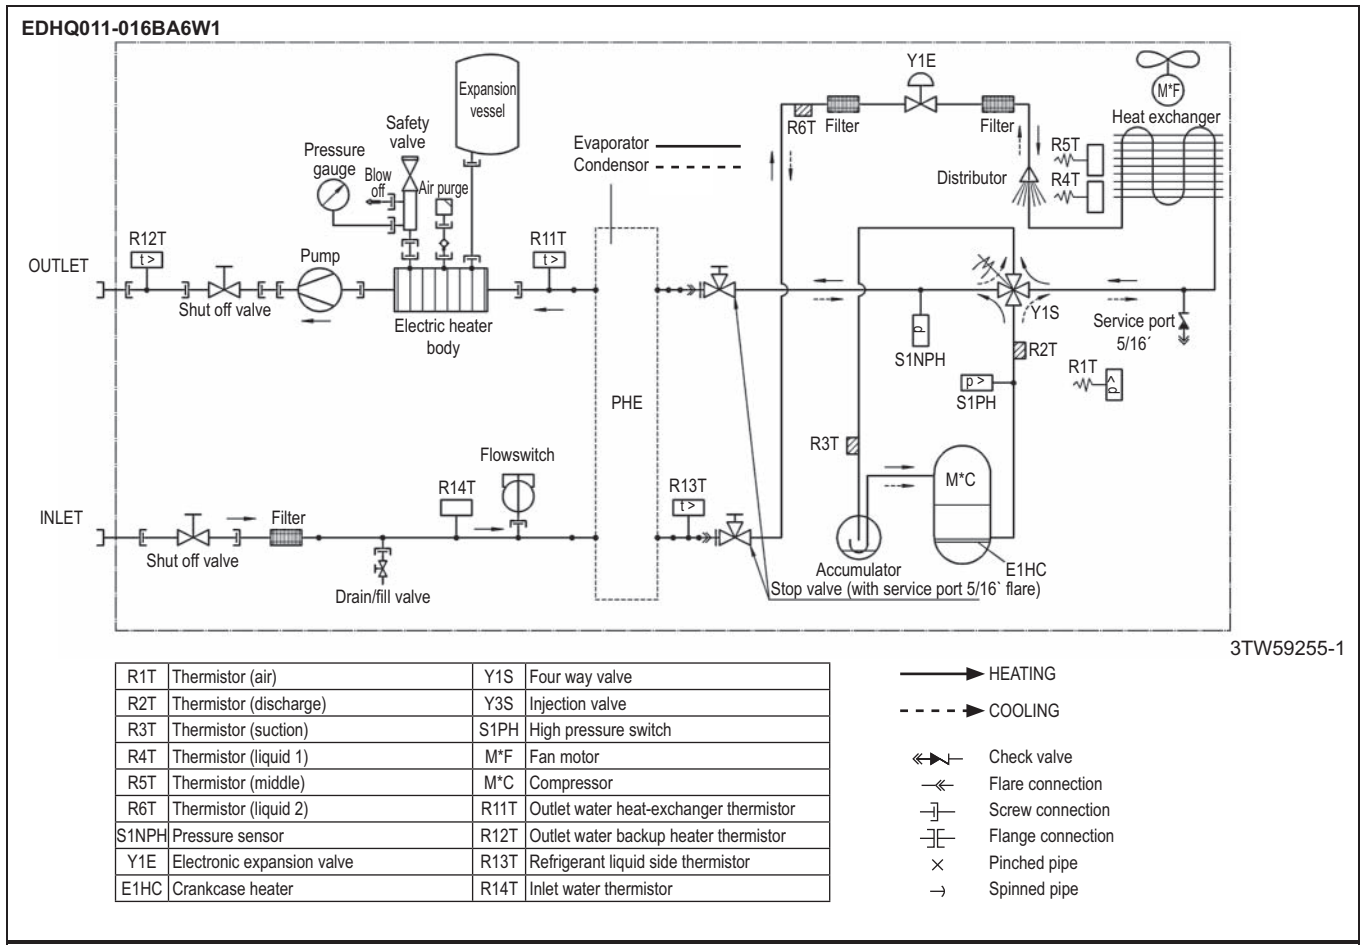 EDHQ011-016BA6W1
Expansion
vessel
Safety
valve
Pressure
gauge
Blow
off
Air purge
Evaporator
Condensor
R6T
Filter
Y1E
Filter
M*F
Heat exchanger
R5T
R4T
Distributor
OUTLET
R12T
t >
Shut off valve
Pump
Electric heater
body
R11T
t >
PHE
S1NPH
p
Y1S
Service port
5/16´
R2T
R1T
p >
p >
S1PH
R3T
M*C
Accumulator
E1HC
Stop valve (with service port 5/16` flare)
Flowswitch
R14T
R13T
t >
INLET
Shut off valve
Filter
Drain/fill valve
3TW59255-1
R1T Thermistor (air) Y1S Four way valve
R2T Thermistor (discharge) Y3S Injection valve
R3T Thermistor (suction) S1PH High pressure switch
R4T Thermistor (liquid 1) M*F Fan motor
R5T Thermistor (middle) M*C Compressor
R6T Thermistor (liquid 2) R11T Outlet water heat-exchanger thermistor
S1NPH Pressure sensor R12T Outlet water backup heater thermistor
Y1E Electronic expansion valve R13T Refrigerant liquid side thermistor
E1HC Crankcase heater R14T Inlet water thermistor
HEATING
COOLING
Check valve
Flare connection
Screw connection
Flange connection
Pinched pipe
Spinned pipe